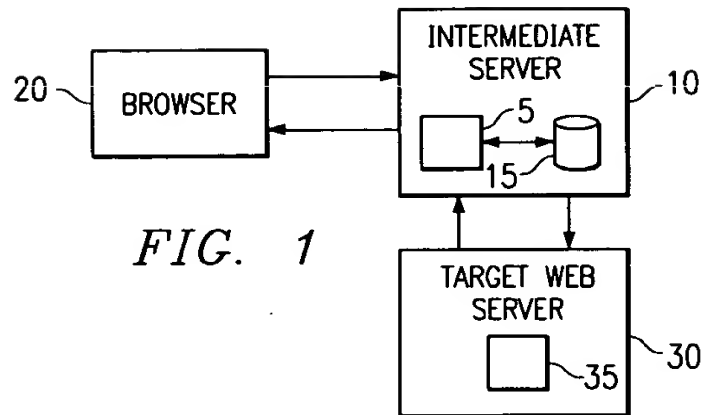 INTERMEDIATE
SERVER
20
BROWSER
10
5
15
FIG. 1
TARGET WEB
SERVER
30
35